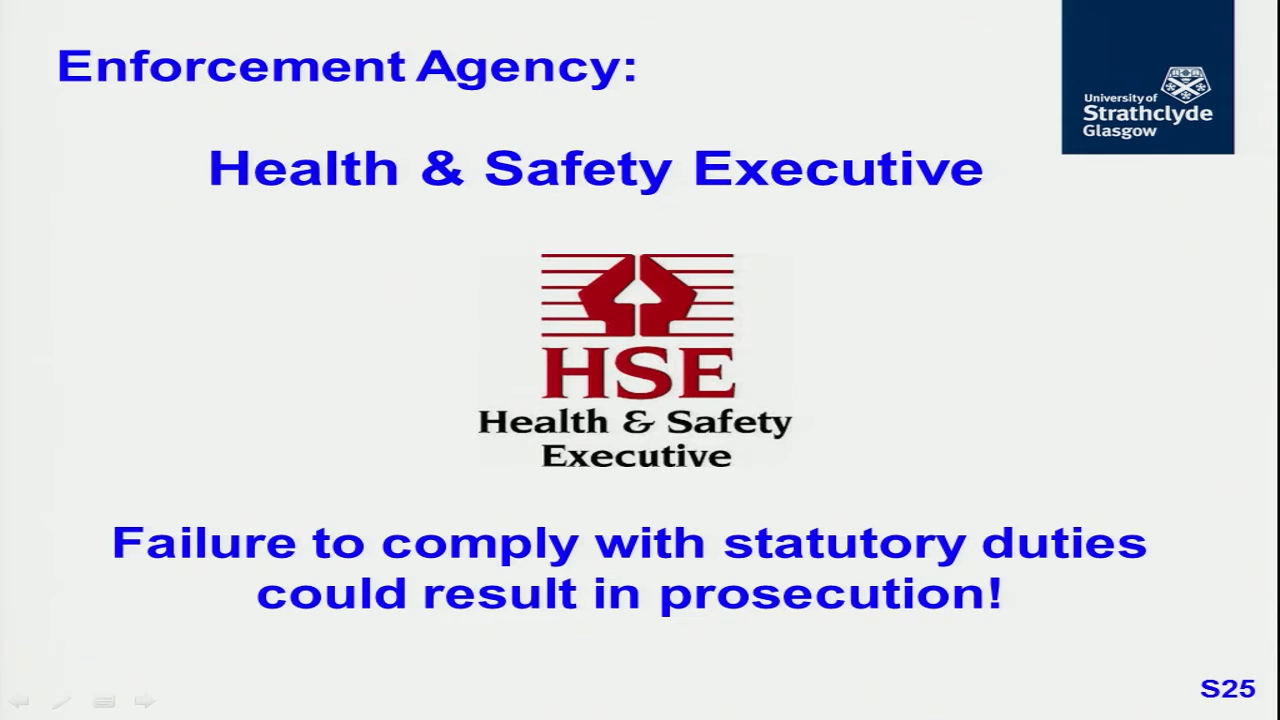 Enforcement Agency:
University of
Strathclyde
Glasgow
Health & Safety Executive
HSE
Health & Safety
Executive
Failure to comply with statutory duties
could result in prosecution!
S25